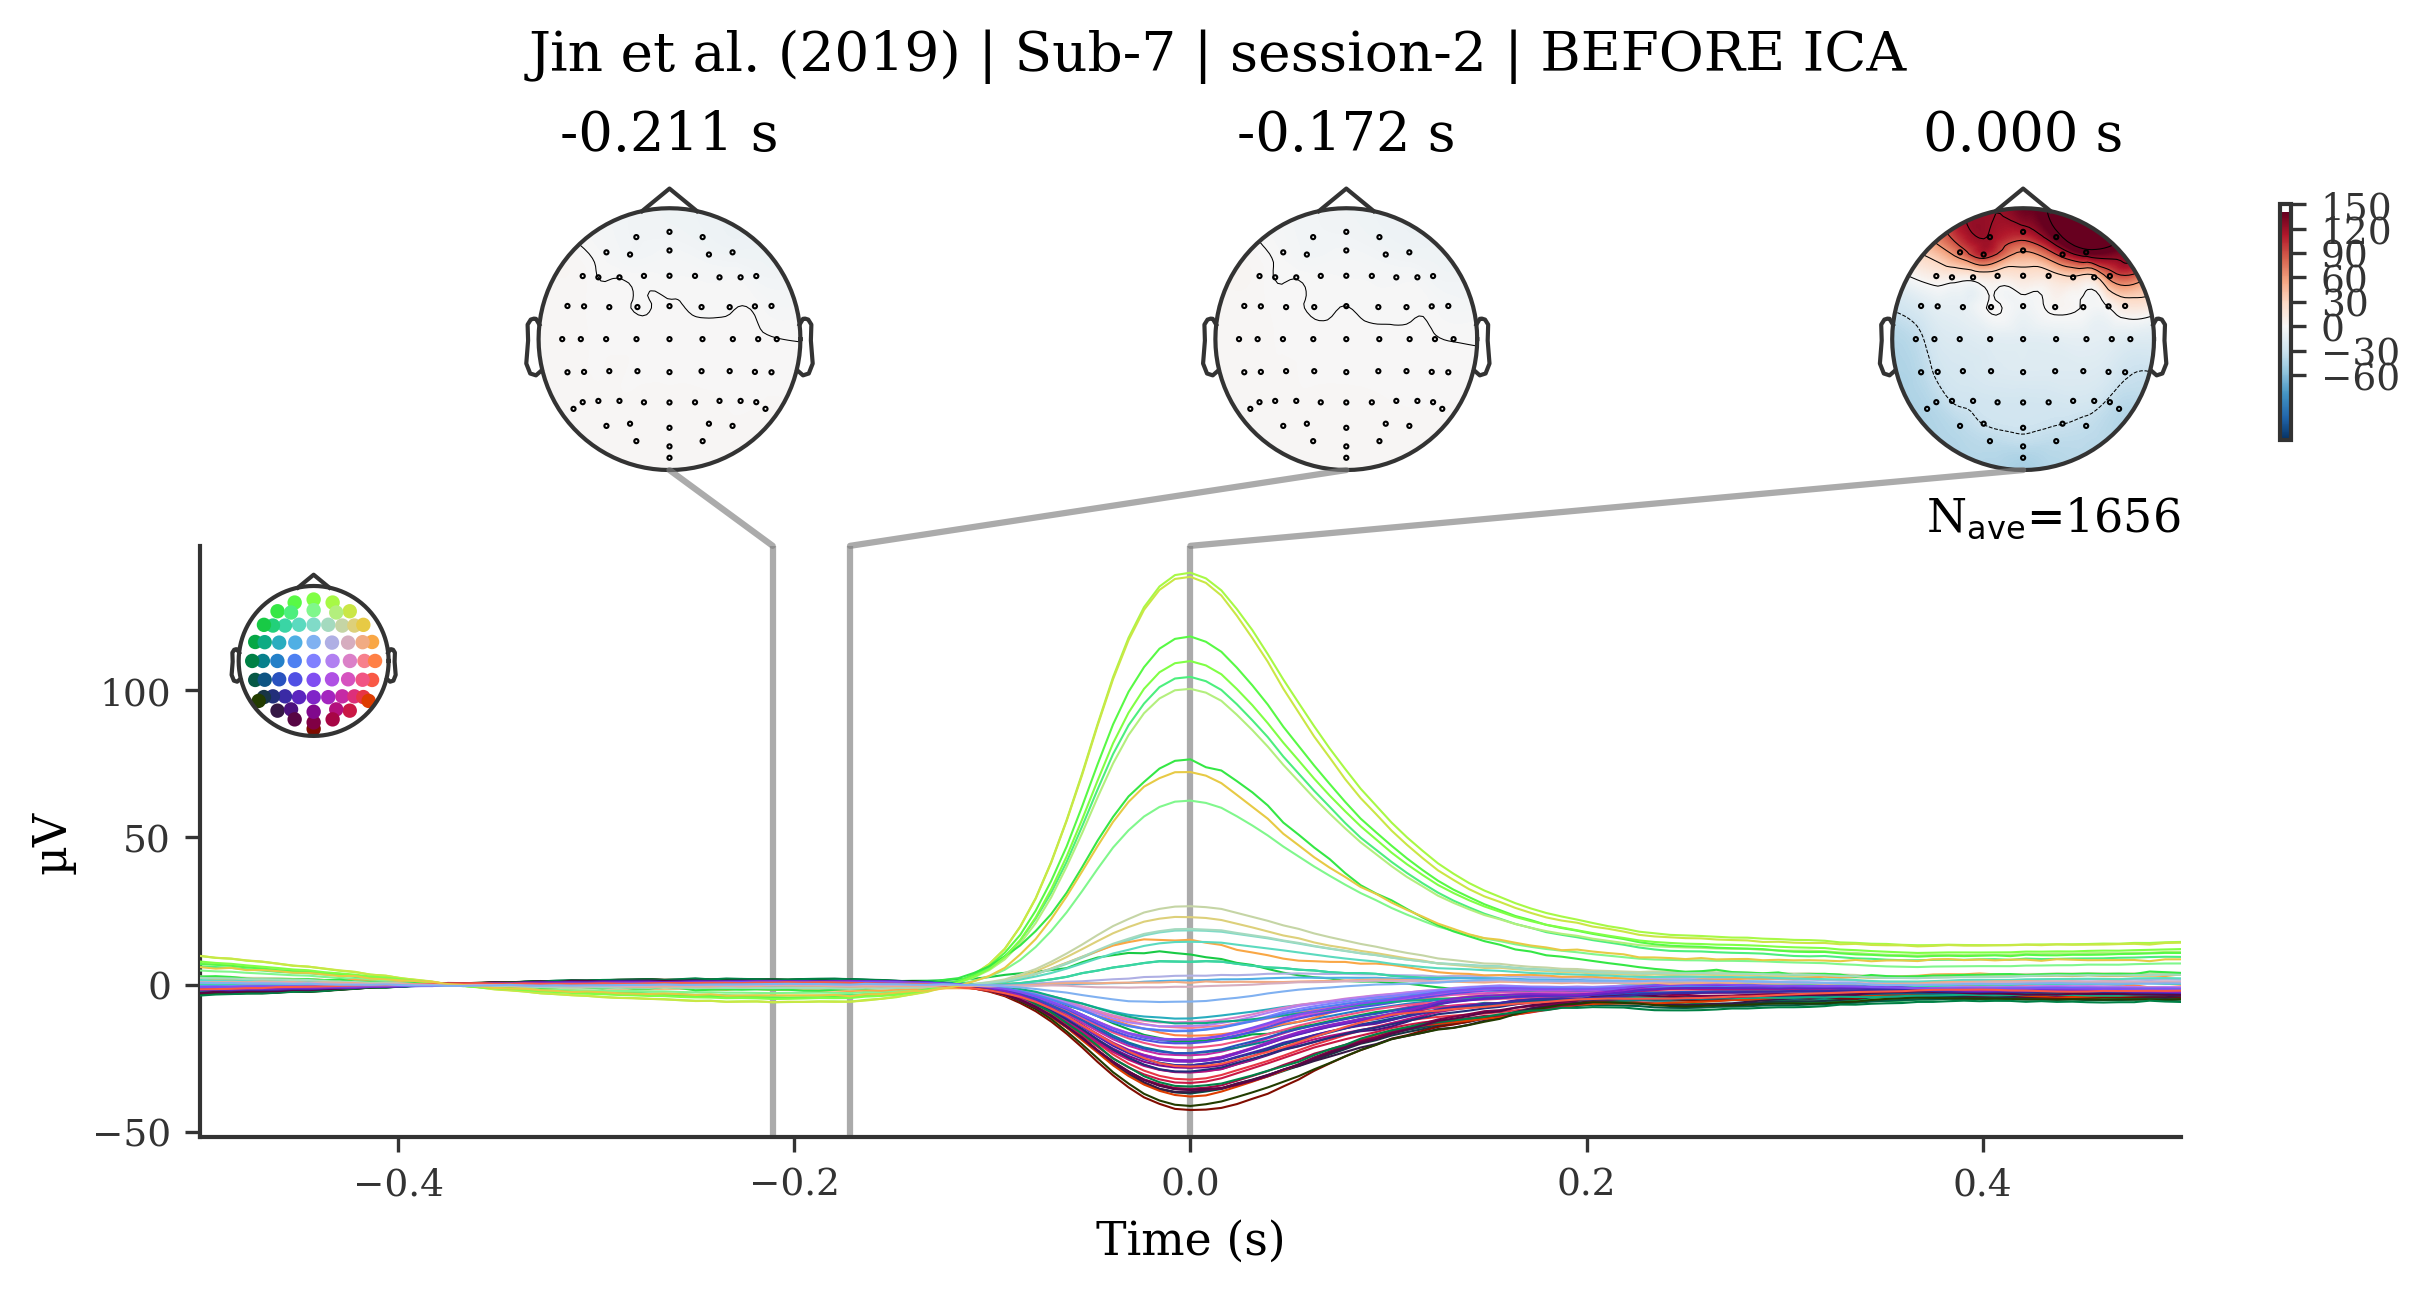 Jin et al. (2019) | Sub-7 | session-2 | BEFORE ICA
-0.211 s
-0.172 s
0.000 s
150
120
90
60
30
0
−30
−60
Nave=1656
100
50
0
−50
µV
−0.4
−0.2
0.0
0.2
0.4
Time (s)